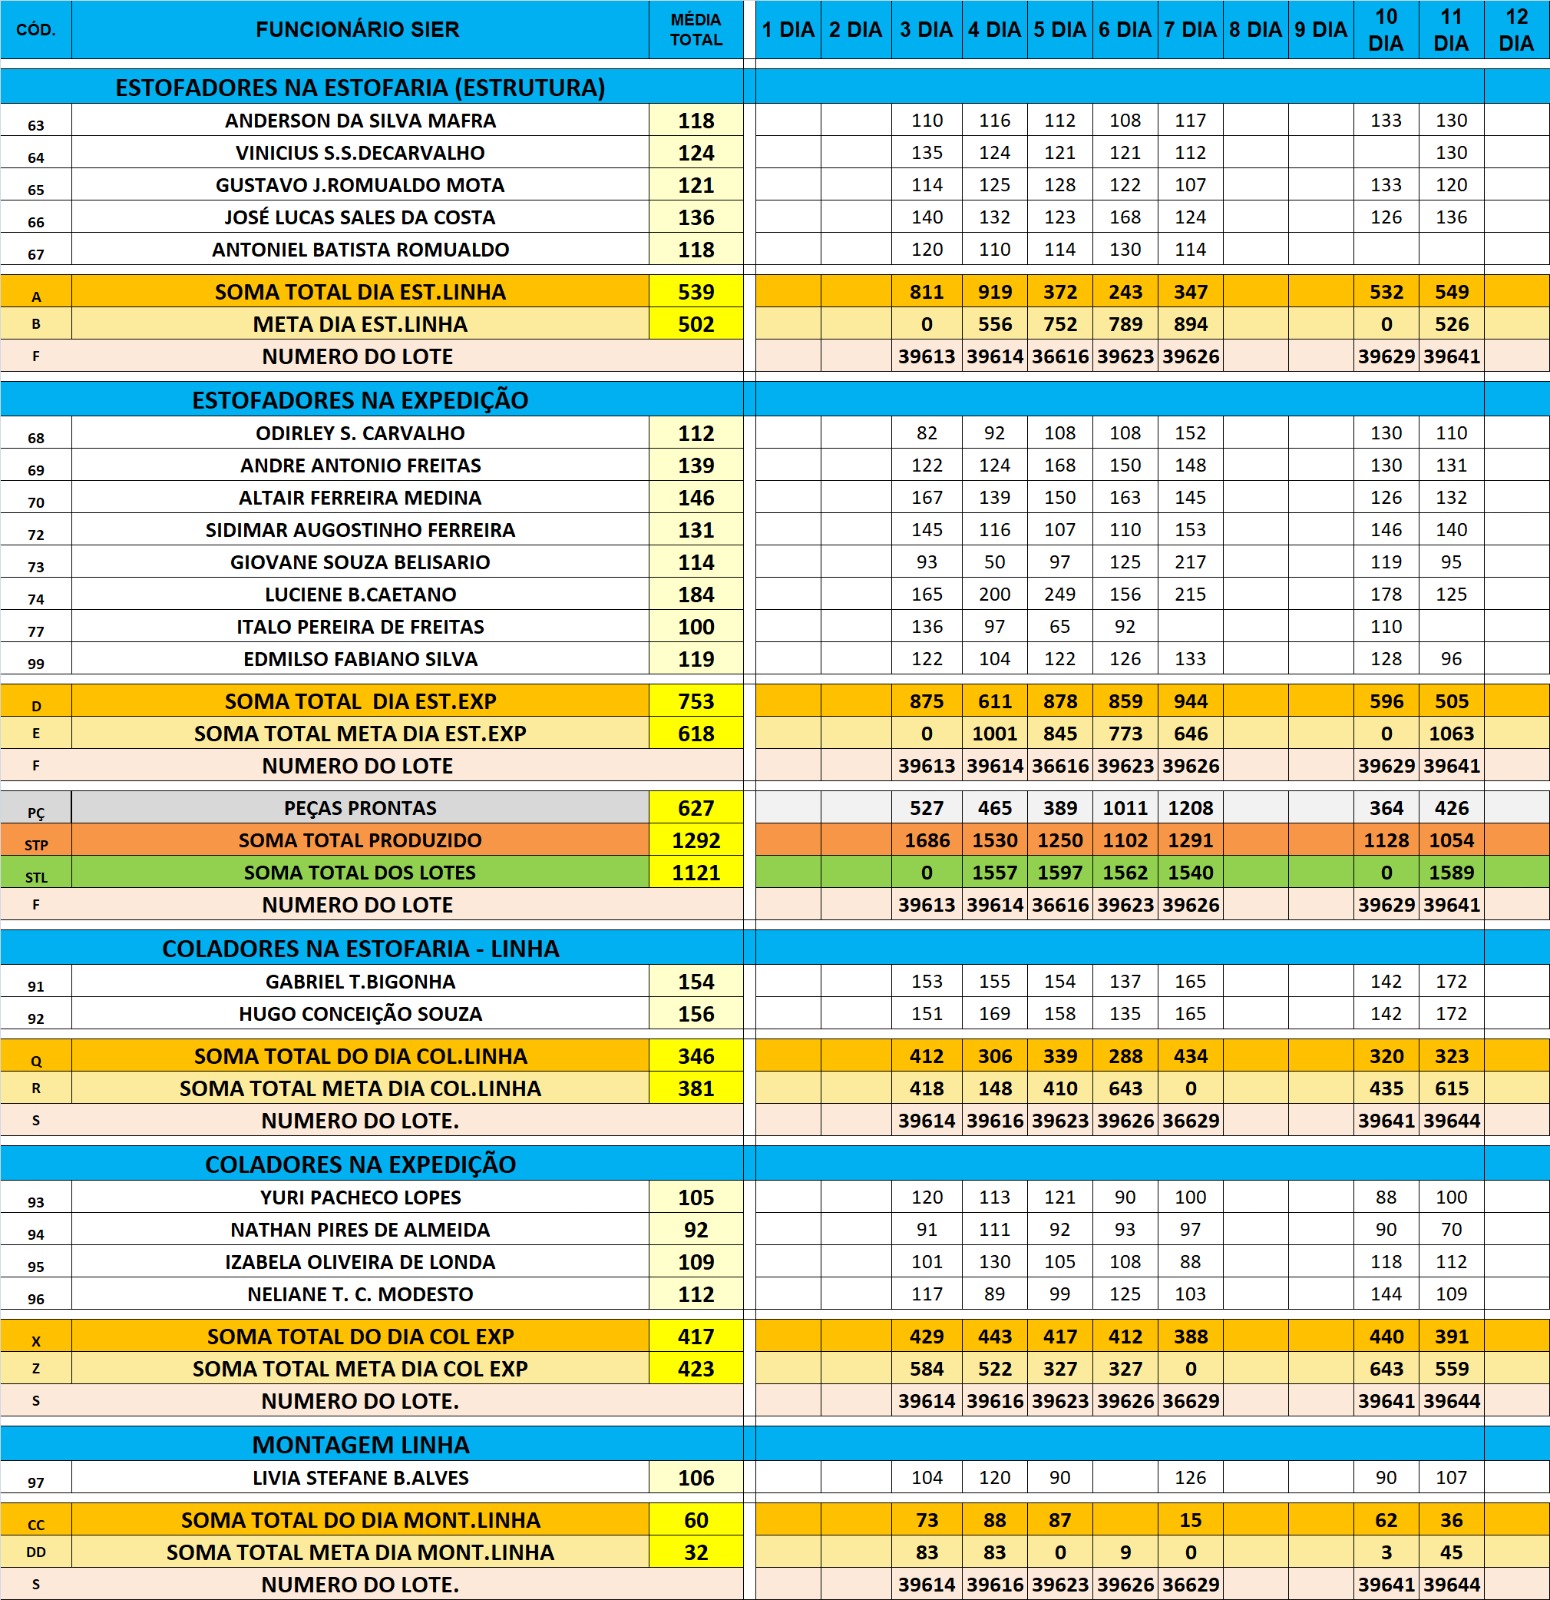 CÓD. FUNCIONÁRIO SIER MÉDIA TOTAL 1 DIA 2 DIA 3 DIA 4 DIA 5 DIA 6 DIA 7 DIA 8 DIA 9 DIA 10 DIA 11 DIA 12 DIA
ESTOFADORES NA ESTOFARIA (ESTRUTURA)
63 ANDERSON DA SILVA MAFRA 118 110 116 112 108 117 133 130
64 VINICIUS S.S.DECARVALHO 124 135 124 121 121 112 130
65 GUSTAVO J.ROMUALDO MOTA 121 114 125 128 122 107 133 120
66 JOSÉ LUCAS SALES DA COSTA 136 140 132 123 168 124 126 136
67 ANTONIEL BATISTA ROMUALDO 118 120 110 114 130 114
A SOMA TOTAL DIA EST.LINHA 539 811 919 372 243 347 532 549
B META DIA EST.LINHA 502 0 556 752 789 894 0 526
F NUMERO DO LOTE 39613 39614 36616 39623 39626 39629 39641
ESTOFADORES NA EXPEDIÇÃO
68 ODIRLEY S. CARVALHO 112 82 92 108 108 152 130 110
69 ANDRE ANTONIO FREITAS 139 122 124 168 150 148 130 131
70 ALTAIR FERREIRA MEDINA 146 167 139 150 163 145 126 132
72 SIDIMAR AUGOSTINHO FERREIRA 131 145 116 107 110 153 146 140
73 GIOVANE SOUZA BELISARIO 114 93 50 97 125 217 119 95
74 LUCIENE B.CAETANO 184 165 200 249 156 215 178 125
77 ITALO PEREIRA DE FREITAS 100 136 97 65 92 110
99 EDMILSO FABIANO SILVA 119 122 104 122 126 133 128 96
D SOMA TOTAL DIA EST.EXP 753 875 611 878 859 944 596 505
E SOMA TOTAL META DIA EST.EXP 618 0 1001 845 773 646 0 1063
F NUMERO DO LOTE 39613 39614 36616 39623 39626 39629 39641
PÇ PEÇAS PRONTAS 627 527 465 389 1011 1208 364 426
STP SOMA TOTAL PRODUZIDO 1292 1686 1530 1250 1102 1291 1128 1054
STL SOMA TOTAL DOS LOTES 1121 0 1557 1597 1562 1540 0 1589
F NUMERO DO LOTE 39613 39614 36616 39623 39626 39629 39641
COLADORES NA ESTOFARIA - LINHA
91 GABRIEL T.BIGONHA 154 153 155 154 137 165 142 172
92 HUGO CONCEIÇÃO SOUZA 156 151 169 158 135 165 142 172
Q SOMA TOTAL DO DIA COL.LINHA 346 412 306 339 288 434 320 323
R SOMA TOTAL META DIA COL.LINHA 381 418 148 410 643 0 435 615
S NUMERO DO LOTE. 39614 39616 39623 39626 36629 39641 39644
COLADORES NA EXPEDIÇÃO
93 YURI PACHECO LOPES 105 120 113 121 90 100 88 100
94 NATHAN PIRES DE ALMEIDA 92 91 111 92 93 97 90 70
95 IZABELA OLIVEIRA DE LONDA 109 101 130 105 108 88 118 112
96 NELIANE T. C. MODESTO 112 117 89 99 125 103 144 109
X SOMA TOTAL DO DIA COL EXP 417 429 443 417 412 388 440 391
Z SOMA TOTAL META DIA COL EXP 423 584 522 327 327 0 643 559
S NUMERO DO LOTE. 39614 39616 39623 39626 36629 39641 39644
MONTAGEM LINHA
97 LIVIA STEFANE B.ALVES 106 104 120 90 126 90 107
CC SOMA TOTAL DO DIA MONT.LINHA 60 73 88 87 15 62 36
DD SOMA TOTAL META DIA MONT.LINHA 32 83 83 0 9 0 3 45
S NUMERO DO LOTE. 39614 39616 39623 39626 36629 39641 39644